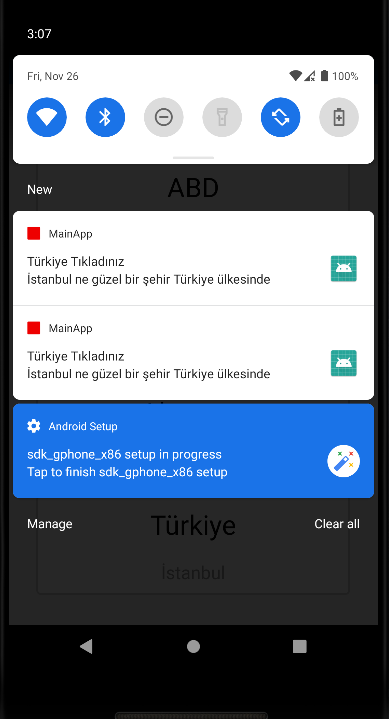 3:07
Fri, Nov 26
100%
ABD
New
MainApp
Türkiye Tıkladınız
İstanbul ne güzel bir şehir Türkiye ülkesinde
MainApp
Türkiye Tıkladınız
İstanbul ne güzel bir şehir Türkiye ülkesinde
Android Setup
sdk_gphone_x86 setup in progress
Tap to finish sdk_gphone_x86 setup
Manage
Türkiye
Clear all
İstanbul